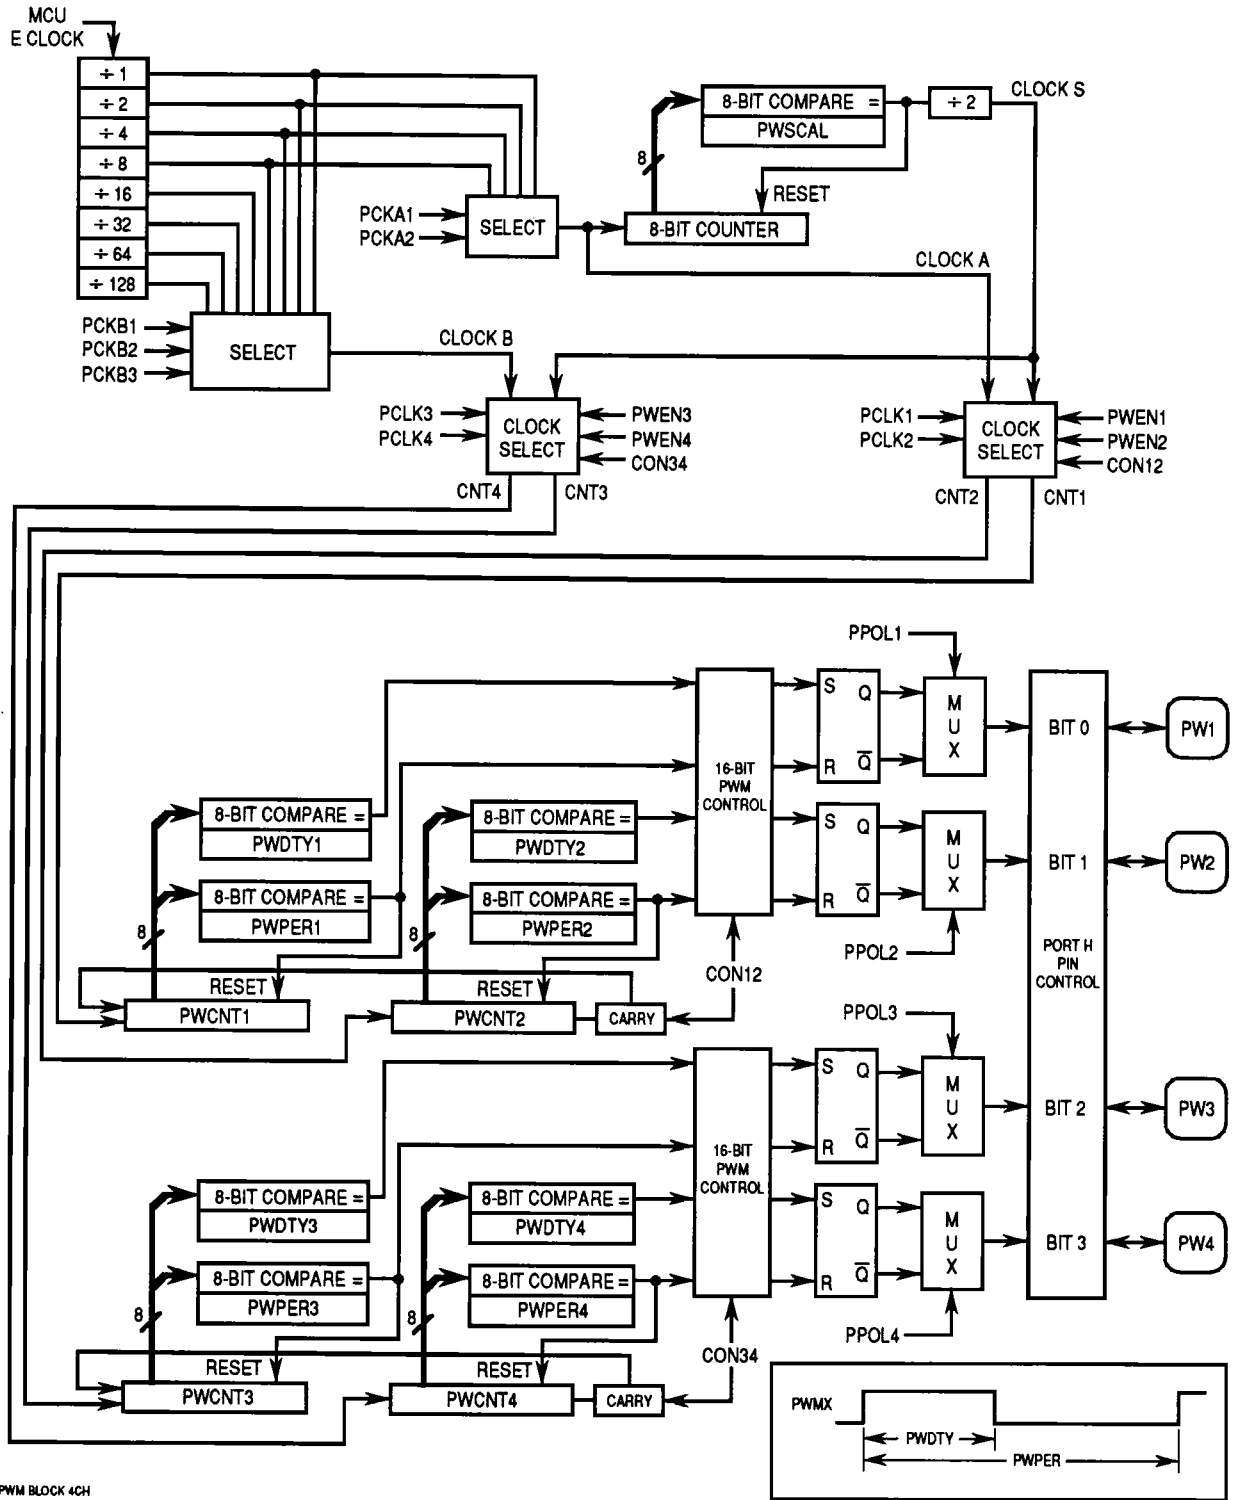 MCU
E CLOCK
÷ 1
÷ 2
÷ 4
÷ 8
÷ 16
÷ 32
÷ 64
÷ 128
8-BIT COMPARE =
PWSCAL
÷ 2
CLOCK S
8
RESET
PCKA1
PCKA2
SELECT
8-BIT COUNTER
CLOCK A
PCKB1
PCKB2
PCKB3
SELECT
CLOCK B
PCLK3
PCLK4
CLOCK
SELECT
PWEN3
PWEN4
CON34
PCLK1
PCLK2
CLOCK
SELECT
PWEN1
PWEN2
CON12
CNT4
CNT3
CNT2
CNT1
PPOL1
S
Q
R
Q̅
M
U
X
BIT 0
PW1
16-BIT
PWM
CONTROL
8-BIT COMPARE =
PWDTY1
8-BIT COMPARE =
PWDTY2
S
Q
R
Q̅
M
U
X
BIT 1
PW2
8-BIT COMPARE =
PWPER1
8-BIT COMPARE =
PWPER2
8
8
PPOL2
CON12
PORT H
PIN
CONTROL
RESET
RESET
PWCNT1
PWCNT2
CARRY
PPOL3
S
Q
R
Q̅
M
U
X
BIT 2
PW3
16-BIT
PWM
CONTROL
8-BIT COMPARE =
PWDTY3
8-BIT COMPARE =
PWDTY4
S
Q
R
Q̅
M
U
X
BIT 3
PW4
8-BIT COMPARE =
PWPER3
8-BIT COMPARE =
PWPER4
8
8
PPOL4
CON34
RESET
RESET
PWCNT3
PWCNT4
CARRY
PWMX
PWDTY
PWPER
PWM BLOCK 4CH